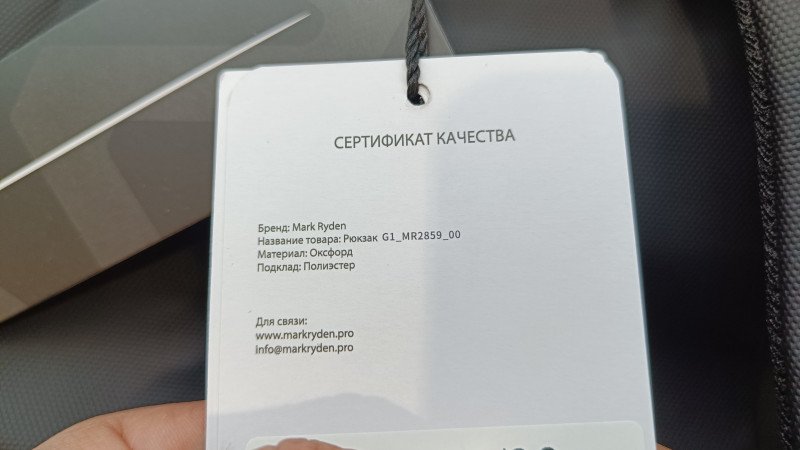 СЕРТИФИКАТ КАЧЕСТВА
Бренд: Mark Ryden
Название товара: Рюкзак G1_MR2859_00
Материал: Оксфорд
Подклад: Полиэстер
Для связи:
www.markryden.pro
info@markryden.pro